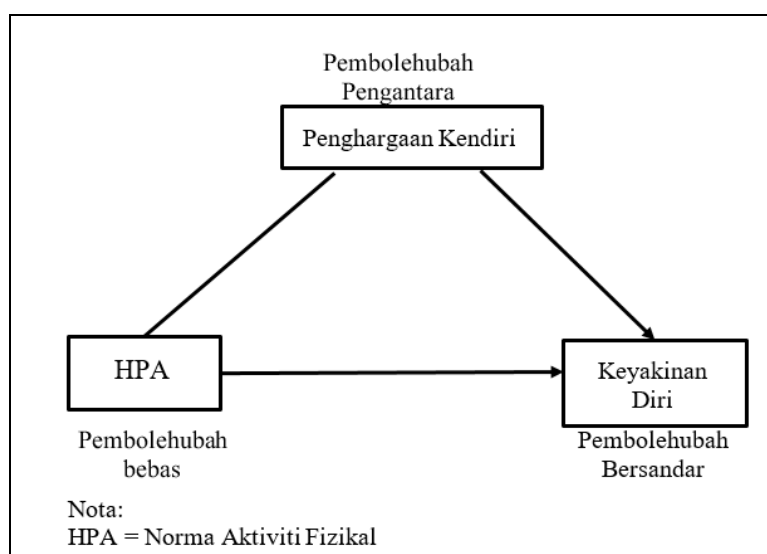 Pembolehubah
Pengantara
Penghargaan Kendiri
HPA
Keyakinan
Diri
Pembolehubah
bebas
Pembolehubah
Bersandar
Nota:
HPA = Norma Aktiviti Fizikal